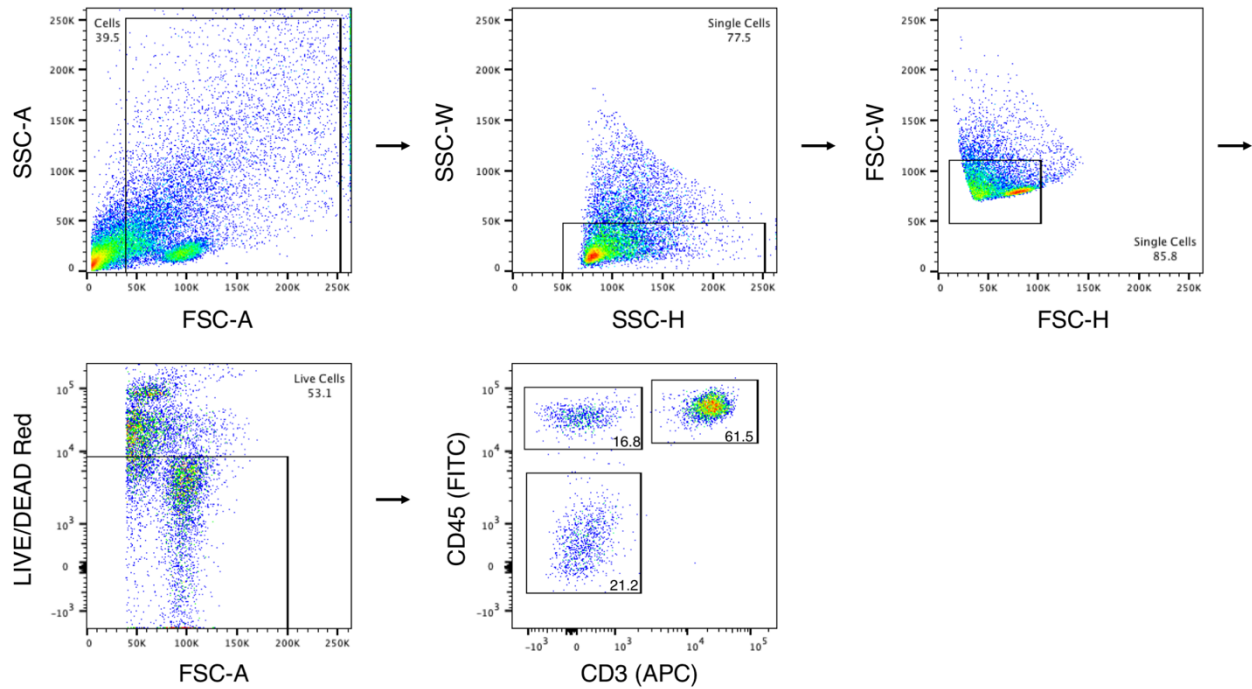 Cells
39.5
250K
200K
150K
100K
50K
0
SSC-A
0 50K 100K 150K 200K 250K
FSC-A
Single Cells
77.5
250K
200K
150K
100K
50K
0
SSC-W
0 50K 100K 150K 200K 250K
SSC-H
250K
200K
150K
100K
50K
0
FSC-W
Single Cells
85.8
0 50K 100K 150K 200K 250K
FSC-H
Live Cells
53.1
10^5
10^4
10^3
0
-10^3
LIVE/DEAD Red
0 50K 100K 150K 200K 250K
FSC-A
10^5
10^4
10^3
0
-10^3
CD45 (FITC)
16.8
61.5
21.2
-10^3 0 10^3 10^4 10^5
CD3 (APC)